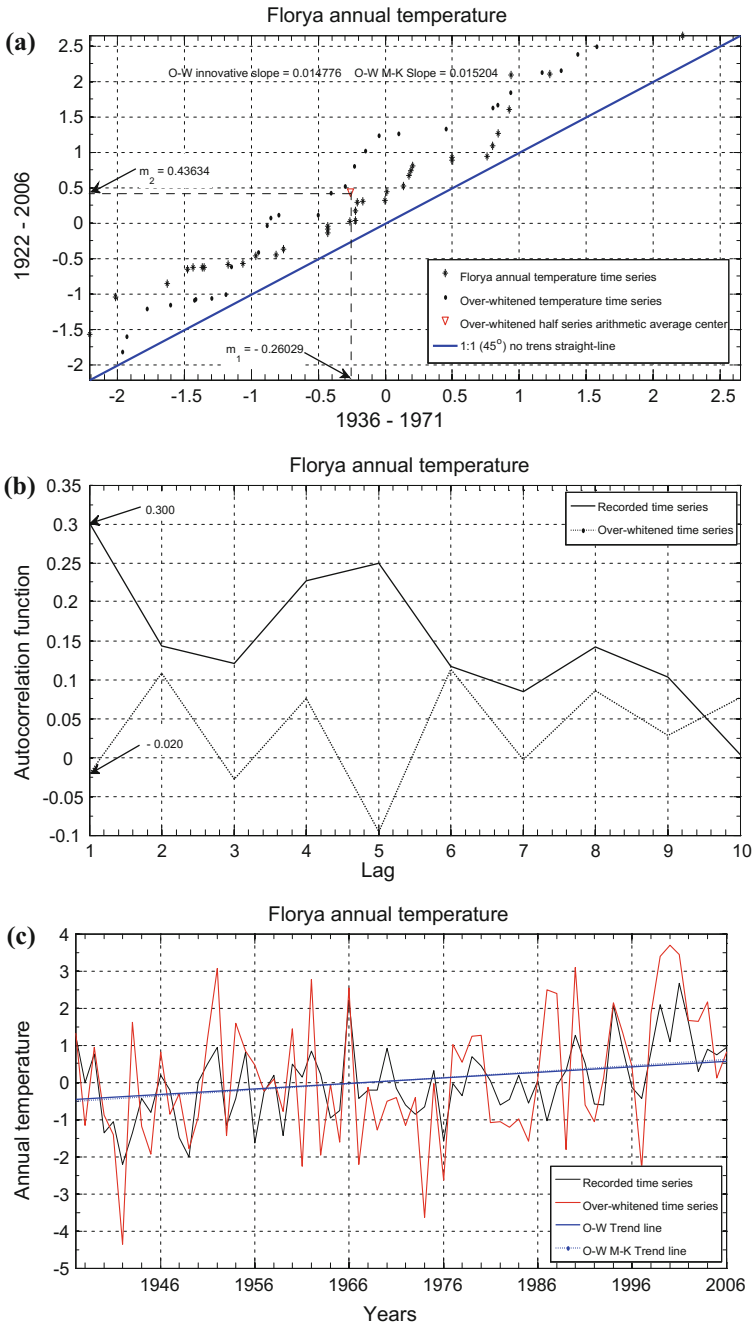 (a)
Florya annual temperature
O-W innovative slope = 0.014776 O-W M-K Slope = 0.015204
m2 = 0.43634
m1 = - 0.26029
1922 - 2006
2.5
2
1.5
1
0.5
0
-0.5
-1
-1.5
-2
Florya annual temperature time series
Over-whitened temperature time series
Over-whitened half series arithmetic average center
1:1 (45°) no trens straight-line
-2 -1.5 -1 -0.5 0 0.5 1 1.5 2 2.5
1936 - 1971
(b)
Florya annual temperature
0.35
0.3
0.25
0.2
0.15
0.1
0.05
0
-0.05
-0.1
Autocorrelation function
0.300
- 0.020
Recorded time series
Over-whitened time series
1 2 3 4 5 6 7 8 9 10
Lag
(c)
Florya annual temperature
4
3
2
1
0
-1
-2
-3
-4
-5
Annual temperature
Recorded time series
Over-whitened time series
O-W Trend line
O-W M-K Trend line
1946 1956 1966 1976 1986 1996 2006
Years